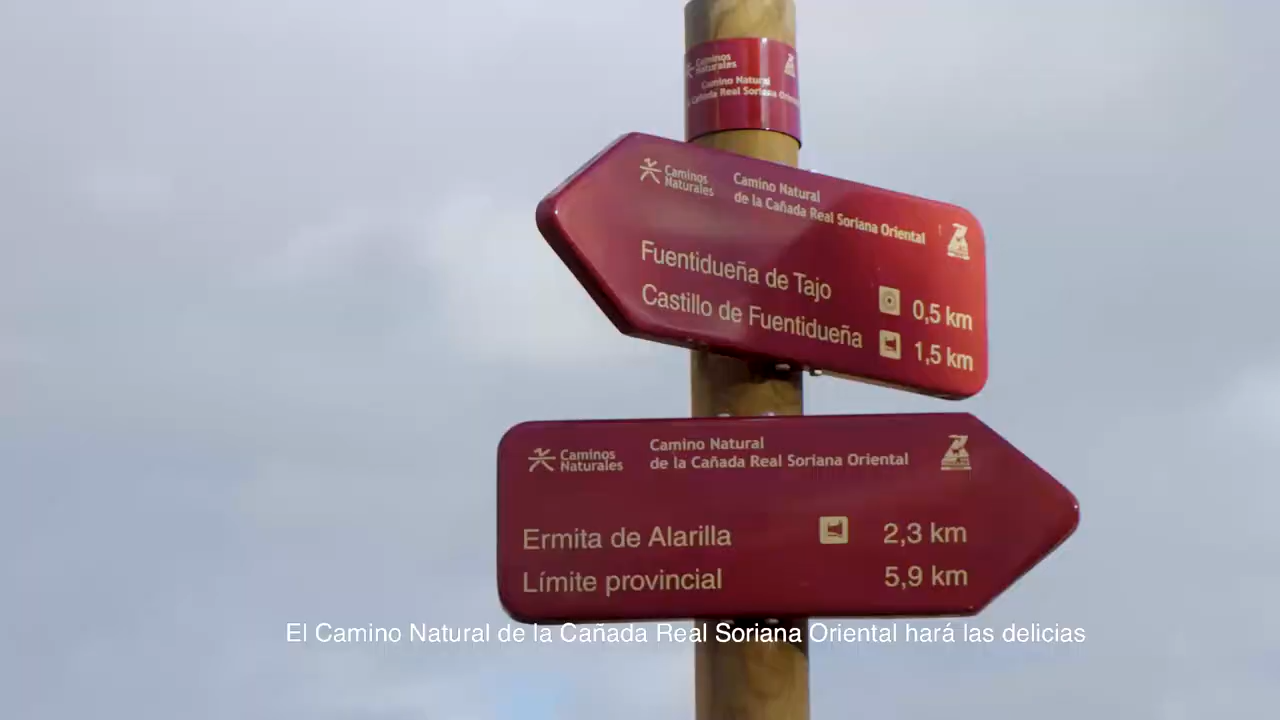 Caminos
Naturales
Camino Natural
Cañada Real Soriana
Caminos
Naturales
Camino Natural
de la Cañada Real Soriana Oriental
Fuentidueña de Tajo
0,5 km
Castillo de Fuentidueña
1,5 km
Caminos
Naturales
Camino Natural
de la Cañada Real Soriana Oriental
Ermita de Alarilla
2,3 km
Límite provincial
5,9 km
El Camino Natural de la Cañada Real Soriana Oriental hará las delicias